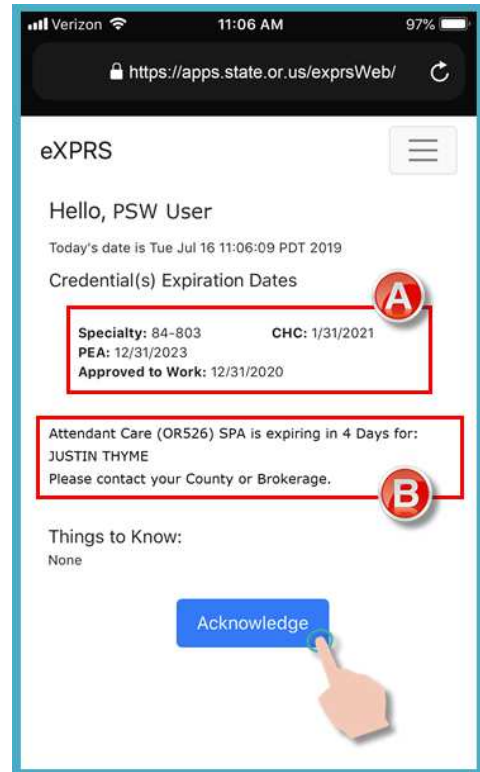 Verizon 11:06 AM 97%
https://apps.state.or.us/exprsWeb/
eXPRS
Hello, PSW User
Today's date is Tue Jul 16 11:06:09 PDT 2019
Credential(s) Expiration Dates
A
Specialty: 84-803 CHC: 1/31/2021
PEA: 12/31/2023
Approved to Work: 12/31/2020
Attendant Care (OR526) SPA is expiring in 4 Days for:
JUSTIN THYME
Please contact your County or Brokerage.
B
Things to Know:
None
Acknowledge